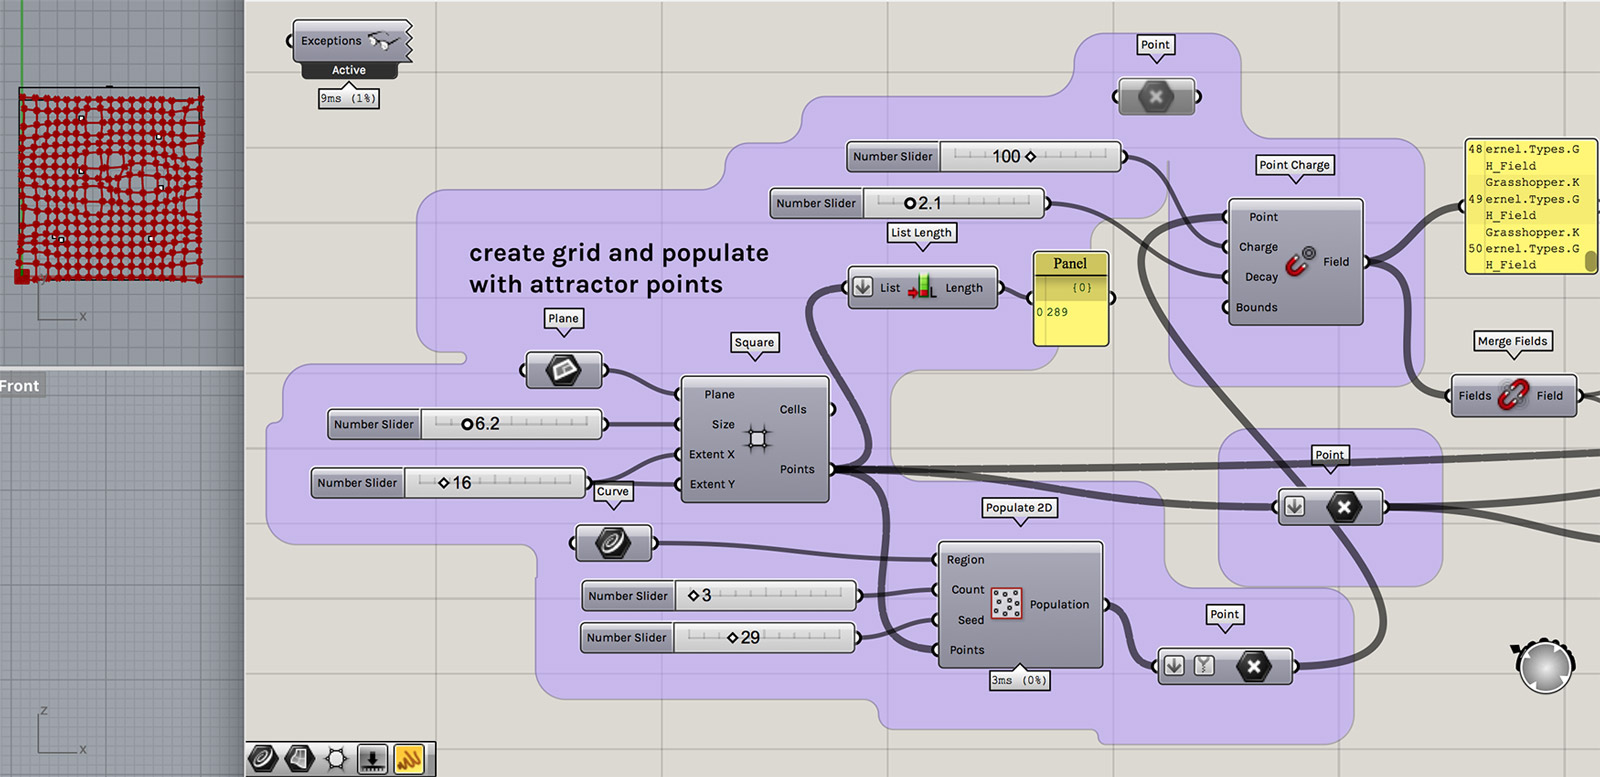 Exceptions
Active
9ms (1%)
Point
Number Slider
100
Number Slider
2.1
List Length
List
Length
Panel
{0}
0 289
Point Charge
Point
Charge
Decay
Bounds
Field
48 ernel.Types.G
H_Field
Grasshopper.K
49 ernel.Types.G
H_Field
Grasshopper.K
50 ernel.Types.G
H_Field
Merge Fields
Fields
Field
create grid and populate
with attractor points
Plane
Square
Plane
Size
Extent X
Extent Y
Cells
Points
Number Slider
6.2
Number Slider
16
Curve
Point
Populate 2D
Region
Count
Seed
Points
Population
3ms (0%)
Number Slider
3
Number Slider
29
Point
x
Front
z
x